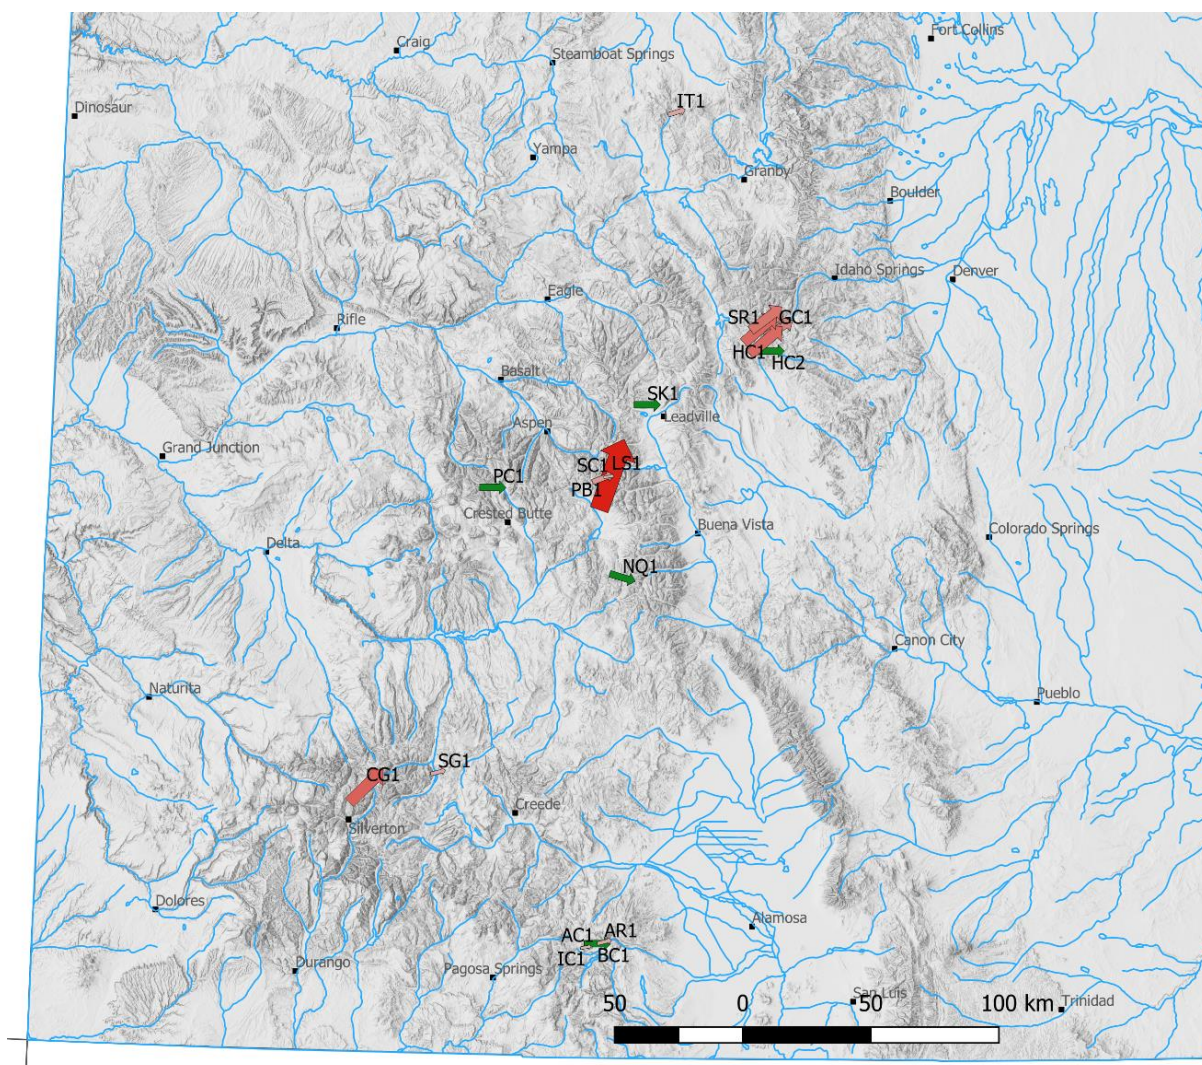 Fort Collins
Craig
Steamboat Springs
IT1
Dinosaur
Yampa
Granby
Boulder
Idaho Springs
Denver
Eagle
SR1
GC1
Rifle
HC1
HC2
Basalt
SK1
Leadville
Aspen
Grand Junction
SC1
LS1
PC1
PB1
Crested Butte
Buena Vista
Colorado Springs
Delta
NQ1
Canon City
Naturita
Pueblo
SG1
CG1
Creede
Silverton
Dolores
Alamosa
AC1
AR1
IC1
BC1
Durango
Pagosa Springs
San Luis
50
0
50
100 km
Trinidad